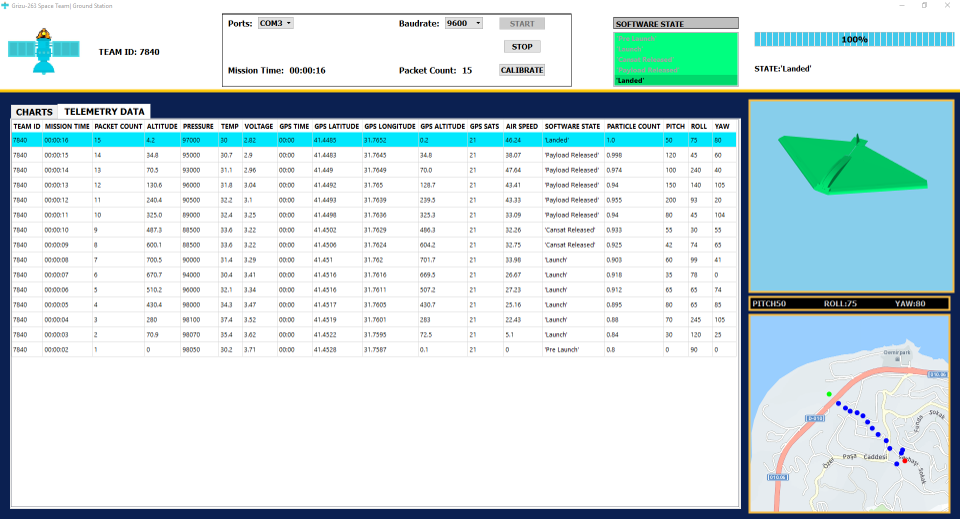 Grizu-263 Space Team| Ground Station
TEAM ID: 7840
Ports: COM3
Baudrate: 9600
START
STOP
Mission Time: 00:00:16
Packet Count: 15
CALIBRATE
SOFTWARE STATE
'Pre Launch'
'Launch'
'Cansat Released'
'Payload Released'
'Landed'
100%
STATE:'Landed'
CHARTS
TELEMETRY DATA
TEAM ID MISSION TIME PACKET COUNT ALTITUDE PRESSURE TEMP VOLTAGE GPS TIME GPS LATITUDE GPS LONGITUDE GPS ALTITUDE GPS SATS AIR SPEED SOFTWARE STATE PARTICLE COUNT PITCH ROLL YAW
7840 00:00:16 15 4.2 97000 30 2.82 00:00 41.4485 31.7652 0.2 21 46.24 'Landed' 1.0 50 75 80
7840 00:00:15 14 34.8 95000 30.7 2.9 00:00 41.4493 31.7645 34.8 21 38.07 'Payload Released' 0.998 120 45 60
7840 00:00:14 13 70.5 93000 31.1 2.96 00:00 41.449 31.7649 70.0 21 47.64 'Payload Released' 0.974 100 240 40
7840 00:00:13 12 130.6 96000 31.8 3.04 00:00 41.4492 31.765 128.7 21 43.41 'Payload Released' 0.94 150 140 105
7840 00:00:12 11 240.4 90500 32.2 3.1 00:00 41.4493 31.7639 239.5 21 43.33 'Payload Released' 0.955 200 93 20
7840 00:00:11 10 325.0 89000 32.4 3.25 00:00 41.4498 31.7636 325.3 21 33.09 'Payload Released' 0.94 80 45 104
7840 00:00:10 9 487.3 88500 33.6 3.22 00:00 41.4502 31.7629 486.3 21 32.26 'Cansat Released' 0.933 55 30 55
7840 00:00:09 8 600.1 88500 33.6 3.22 00:00 41.4506 31.7624 604.2 21 32.75 'Cansat Released' 0.925 42 74 65
7840 00:00:08 7 700.5 90000 31.4 3.29 00:00 41.451 31.762 701.7 21 33.98 'Launch' 0.903 60 99 41
7840 00:00:07 6 670.7 94000 30.4 3.41 00:00 41.4516 31.7616 669.5 21 26.67 'Launch' 0.918 35 78 0
7840 00:00:06 5 510.2 96000 32.1 3.34 00:00 41.4516 31.7611 507.2 21 27.23 'Launch' 0.912 65 65 74
7840 00:00:05 4 430.4 98000 34.3 3.47 00:00 41.4517 31.7605 430.7 21 25.16 'Launch' 0.895 80 65 85
7840 00:00:04 3 280 98100 37.4 3.52 00:00 41.4519 31.7601 283 21 22.43 'Launch' 0.88 70 245 105
7840 00:00:03 2 70.9 98070 35.4 3.62 00:00 41.4522 31.7595 72.5 21 5.1 'Launch' 0.84 30 120 25
7840 00:00:02 1 0 98050 30.2 3.71 00:00 41.4528 31.7587 0.1 21 0 'Pre Launch' 0.8 0 90 0
PITCH50 ROLL:75 YAW:80
Deniz park
Funda Sokak
Özer Paşa Caddesi
Sokak